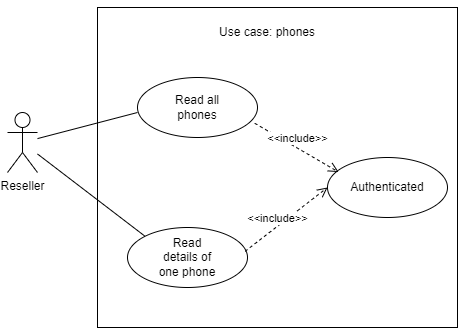 Use case: phones
Read all
phones
<<include>>
Authenticated
Reseller
<<include>>
Read
details of
one phone